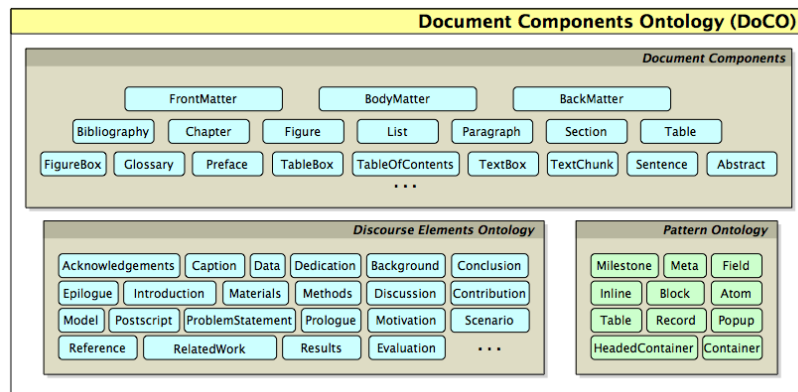 Document Components Ontology (DoCO)
Document Components
FrontMatter BodyMatter BackMatter
Bibliography Chapter Figure List Paragraph Section Table
FigureBox Glossary Preface TableBox TableOfContents TextBox TextChunk Sentence Abstract
...
Discourse Elements Ontology
Acknowledgements Caption Data Dedication Background Conclusion
Epilogue Introduction Materials Methods Discussion Contribution
Model Postscript ProblemStatement Prologue Motivation Scenario
Reference RelatedWork Results Evaluation ...
Pattern Ontology
Milestone Meta Field
Inline Block Atom
Table Record Popup
HeadedContainer Container